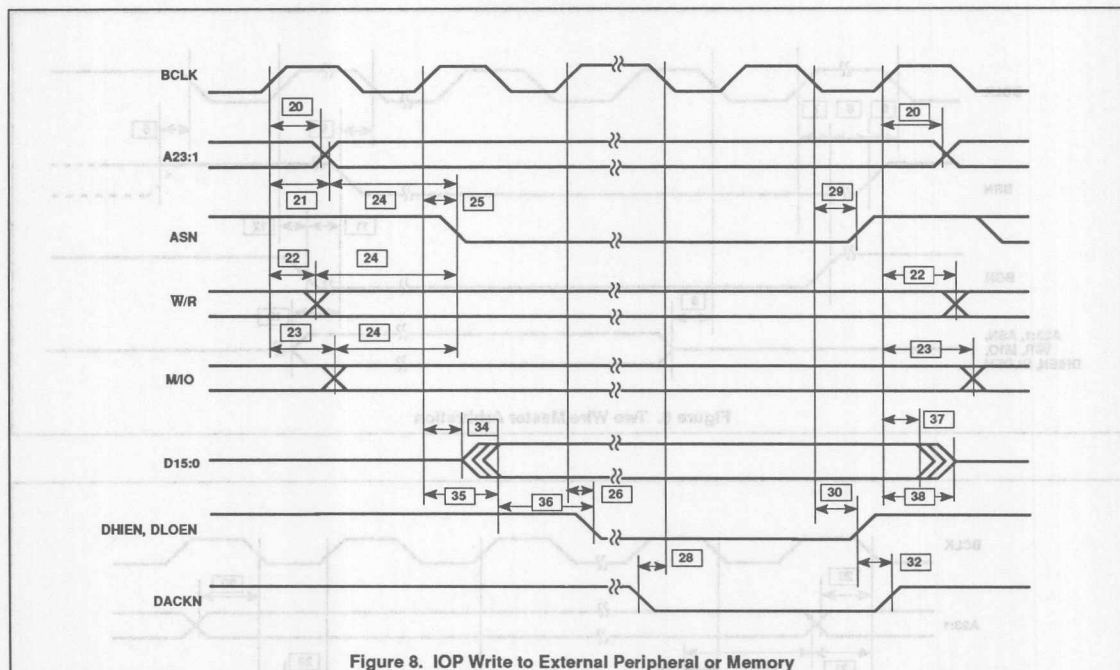 BCLK
20
20
A23:1
21
24
25
29
ASN
22
24
22
W̅/R
23
24
23
M/IO
34
37
D15:0
35
36
26
30
38
DHIEN, DLOEN
28
32
DACKN
Figure 8. IOP Write to External Peripheral or Memory